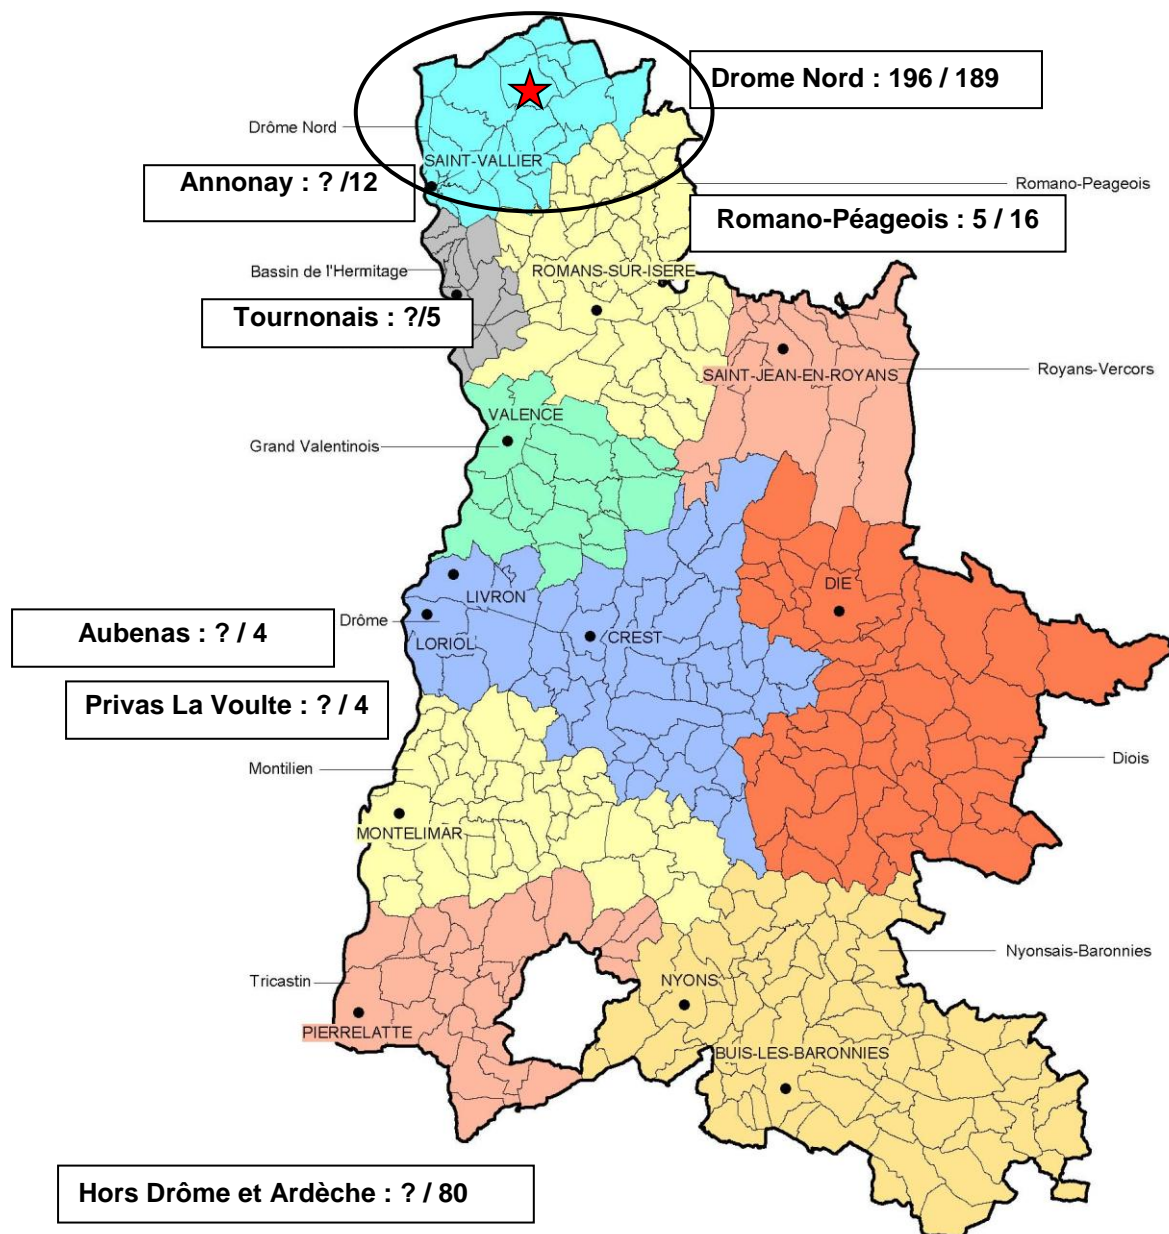 Drome Nord : 196 / 189
Drôme Nord
SAINT-VALLIER
Annonay : ? /12
Romano-Peageois
Romano-Péageois : 5 / 16
Bassin de l'Hermitage
ROMANS-SUR-ISERE
Tournonais : ?/5
SAINT-JEAN-EN-ROYANS
Royans-Vercors
VALENCE
Grand Valentinois
DIE
LIVRON
Drôme
Aubenas : ? / 4
LORIOL
CREST
Privas La Voulte : ? / 4
Diois
Montilien
MONTELIMAR
Nyonsais-Baronnies
Tricastin
NYONS
PIERRELATTE
BUIS-LES-BARONNIES
Hors Drôme et Ardèche : ? / 80